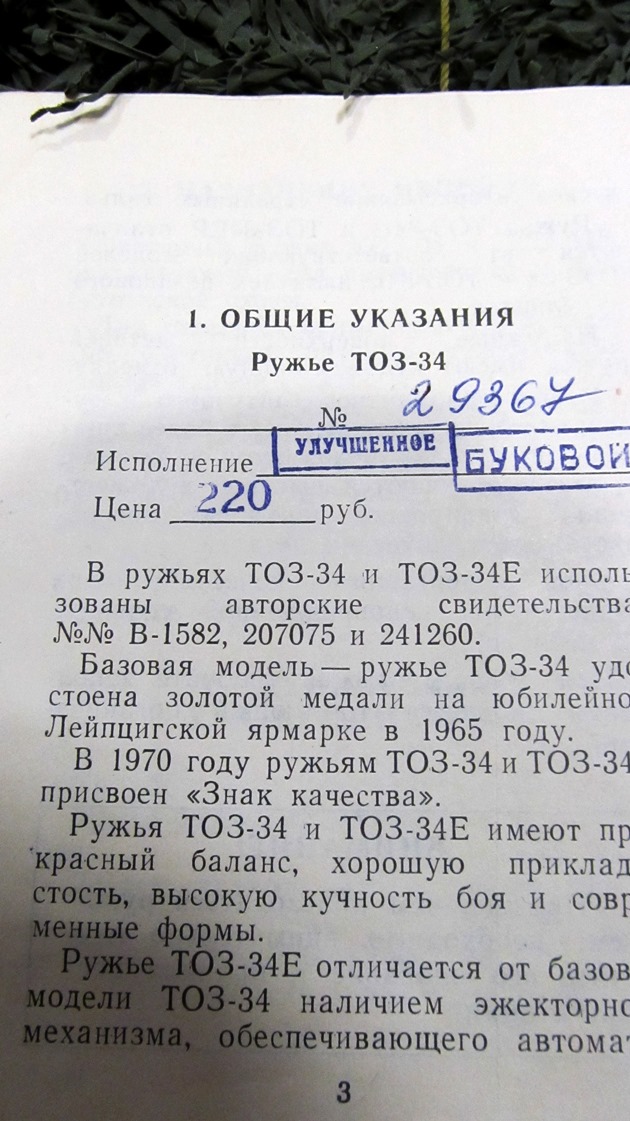 1. ОБЩИЕ УКАЗАНИЯ
Ружье ТОЗ-34
№ 29367
Исполнение УЛУЧШЕННОЕ БУКОВОЙ
Цена 220 руб.
В ружьях ТОЗ-34 и ТОЗ-34Е исполь
зованы авторские свидетельства
№№ В-1582, 207075 и 241260.
Базовая модель — ружье ТОЗ-34 удо
стоена золотой медали на юбилейно
Лейпцигской ярмарке в 1965 году.
В 1970 году ружьям ТОЗ-34 и ТОЗ-34
присвоен «Знак качества».
Ружья ТОЗ-34 и ТОЗ-34Е имеют пр
красный баланс, хорошую приклад
стость, высокую кучность боя и совр
менные формы.
Ружье ТОЗ-34Е отличается от базов
модели ТОЗ-34 наличием эжекторно
механизма, обеспечивающего автомат
3